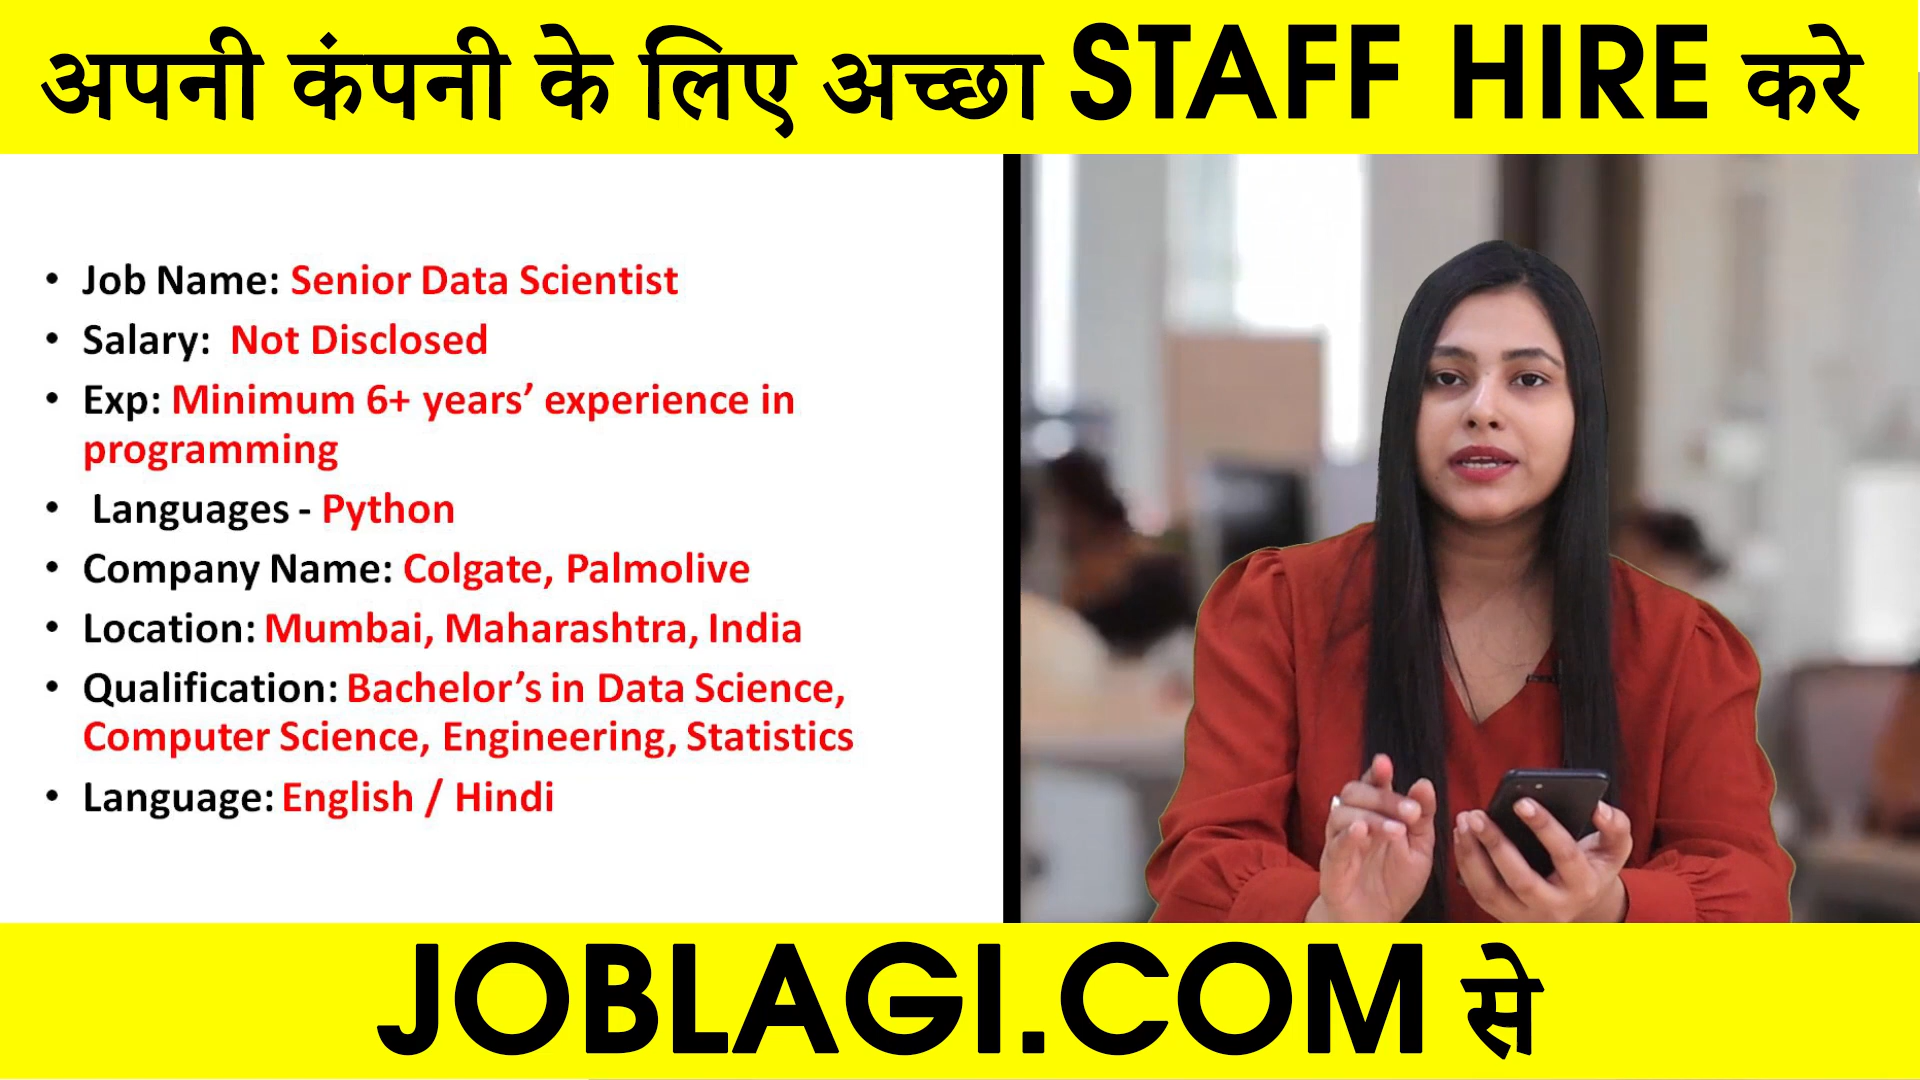 अपनी कंपनी के लिए अच्छा STAFF HIRE करे
• Job Name: Senior Data Scientist
• Salary: Not Disclosed
• Exp: Minimum 6+ years’ experience in
programming
• Languages - Python
• Company Name: Colgate, Palmolive
• Location: Mumbai, Maharashtra, India
• Qualification: Bachelor’s in Data Science,
Computer Science, Engineering, Statistics
• Language: English / Hindi
JOBLAGI.COM से